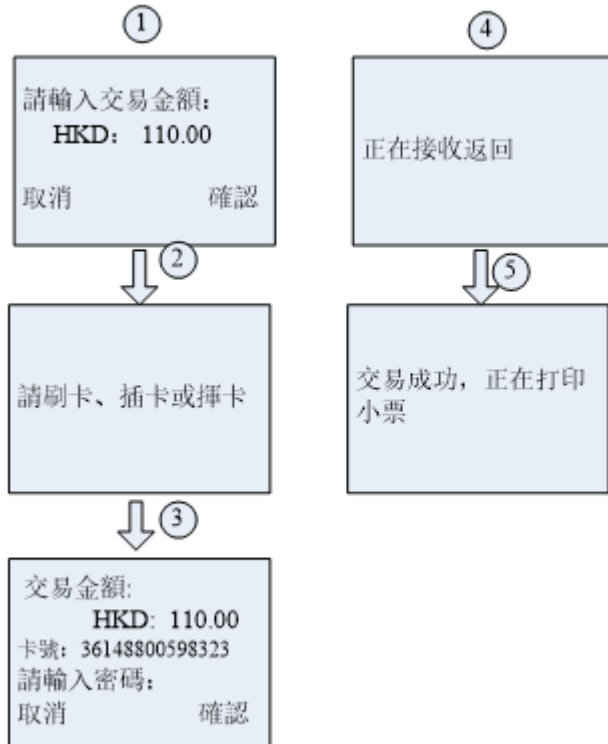 1
請輸入交易金額：
HKD： 110.00
取消 確認
2
請刷卡、插卡或揮卡
3
交易金額:
HKD: 110.00
卡號：36148800598323
請輸入密碼：
取消 確認
4
正在接收返回
5
交易成功，正在打印
小票